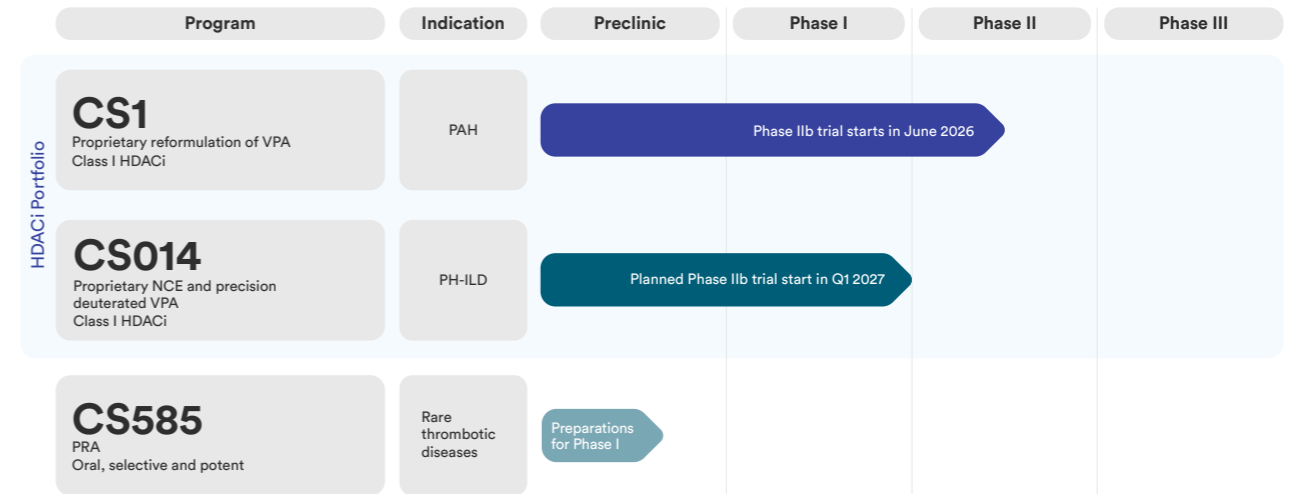 Program
Indication
Preclinic
Phase I
Phase II
Phase III
HDACi Portfolio
CS1
Proprietary reformulation of VPA
Class I HDACi
PAH
Phase IIb trial starts in June 2026
CS014
Proprietary NCE and precision
deuterated VPA
Class I HDACi
PH-ILD
Planned Phase IIb trial start in Q1 2027
CS585
PRA
Oral, selective and potent
Rare
thrombotic
diseases
Preparations
for Phase I